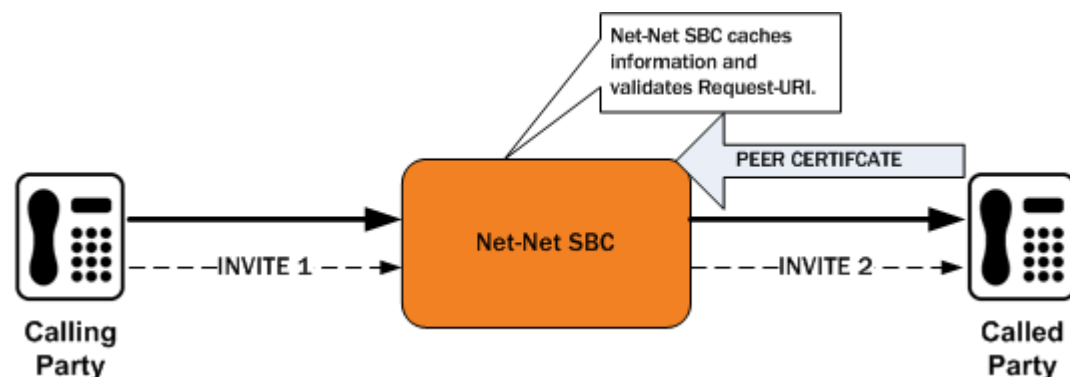 Net-Net SBC caches
information and
validates Request-URI.
PEER CERTIFCATE
Net-Net SBC
INVITE 1
INVITE 2
Calling
Party
Called
Party